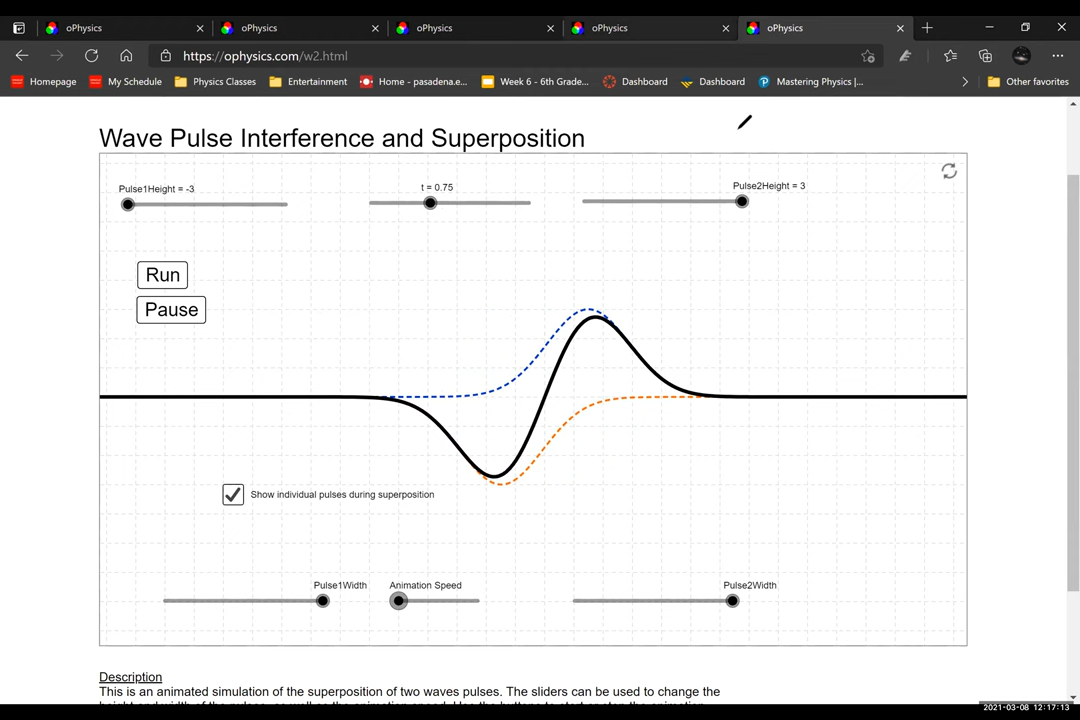 oPhysics oPhysics oPhysics oPhysics oPhysics
https://ophysics.com/w2.html
Homepage My Schedule Physics Classes Entertainment Home - pasadena.e... Week 6 - 6th Grade... Dashboard Dashboard Mastering Physics |... Other favorites
Wave Pulse Interference and Superposition
Pulse1Height = -3 t = 0.75 Pulse2Height = 3
Run
Pause
Show individual pulses during superposition
Pulse1Width Animation Speed Pulse2Width
Description
This is an animated simulation of the superposition of two waves pulses. The sliders can be used to change the
2021-03-08 12:17:13